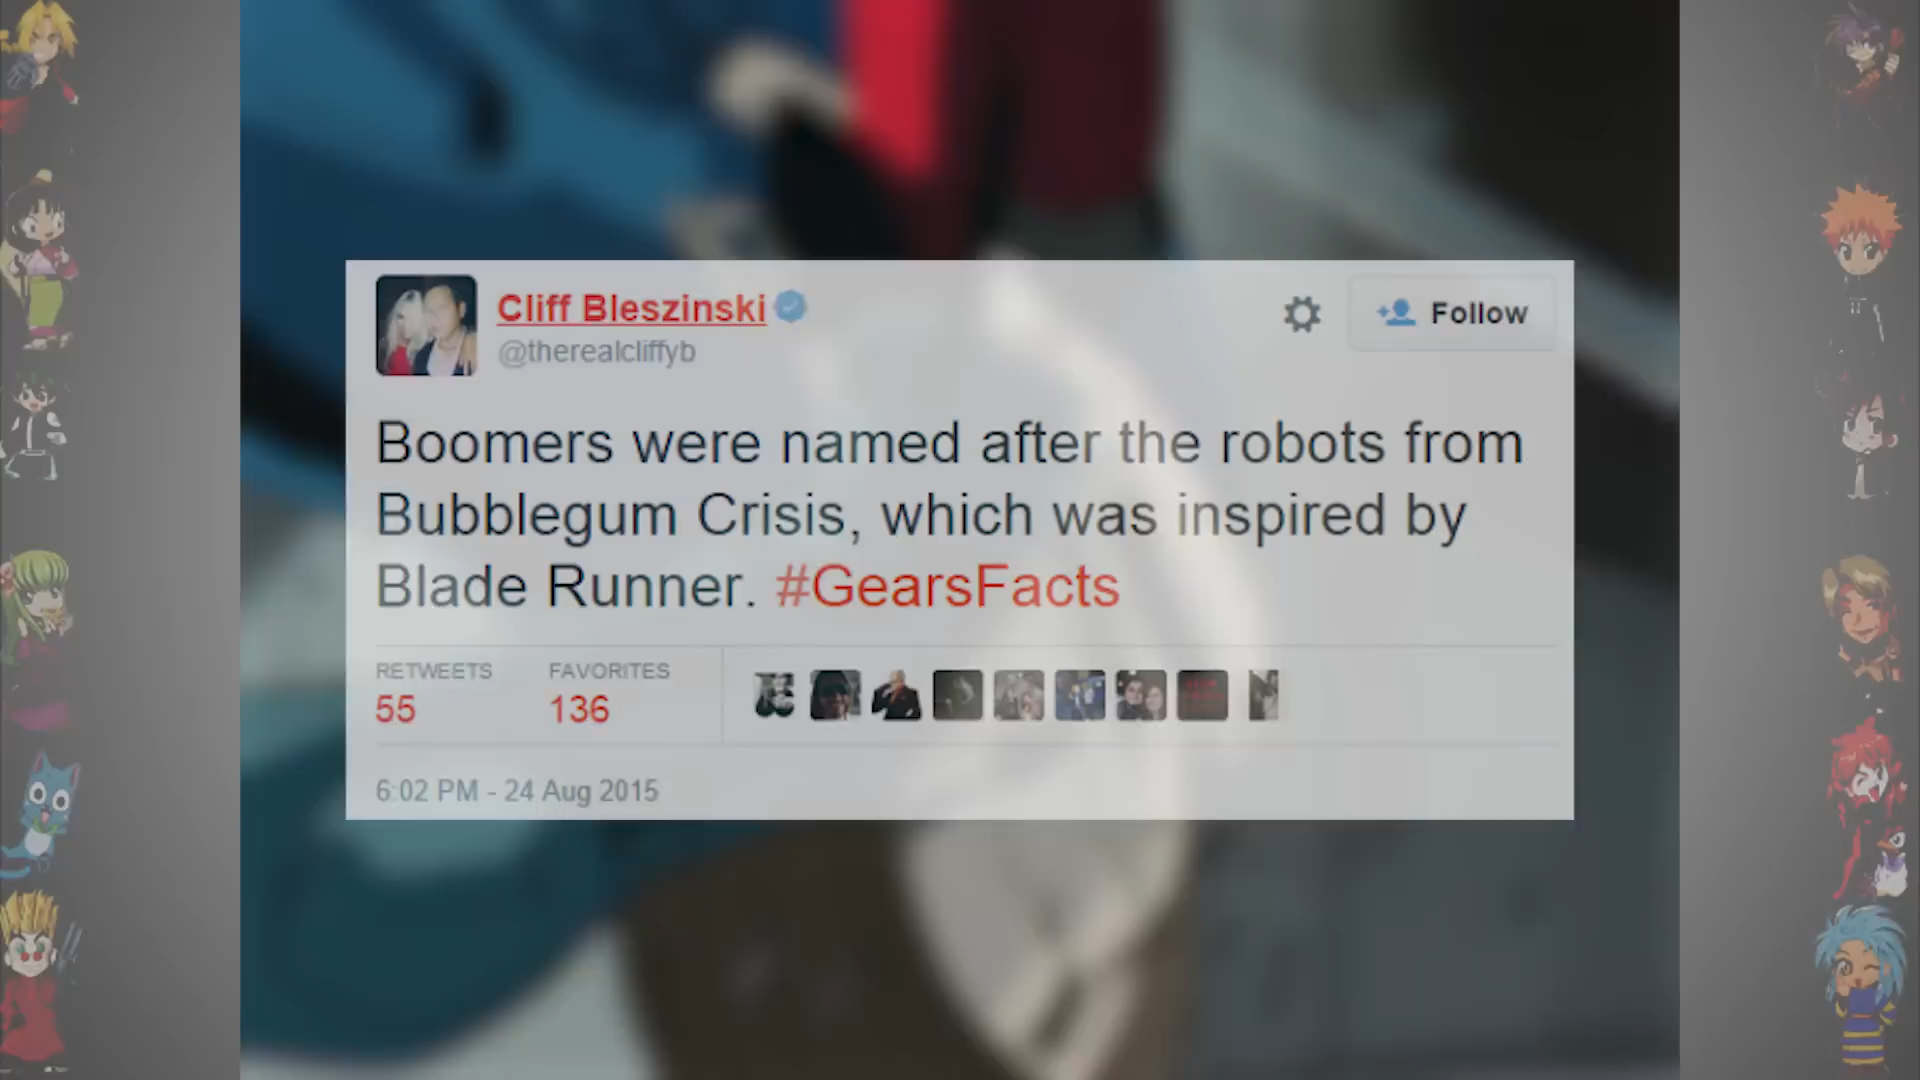 Cliff Bleszinski
@therealcliffyb
Follow
Boomers were named after the robots from
Bubblegum Crisis, which was inspired by
Blade Runner. #GearsFacts
RETWEETS FAVORITES
55 136
6:02 PM - 24 Aug 2015